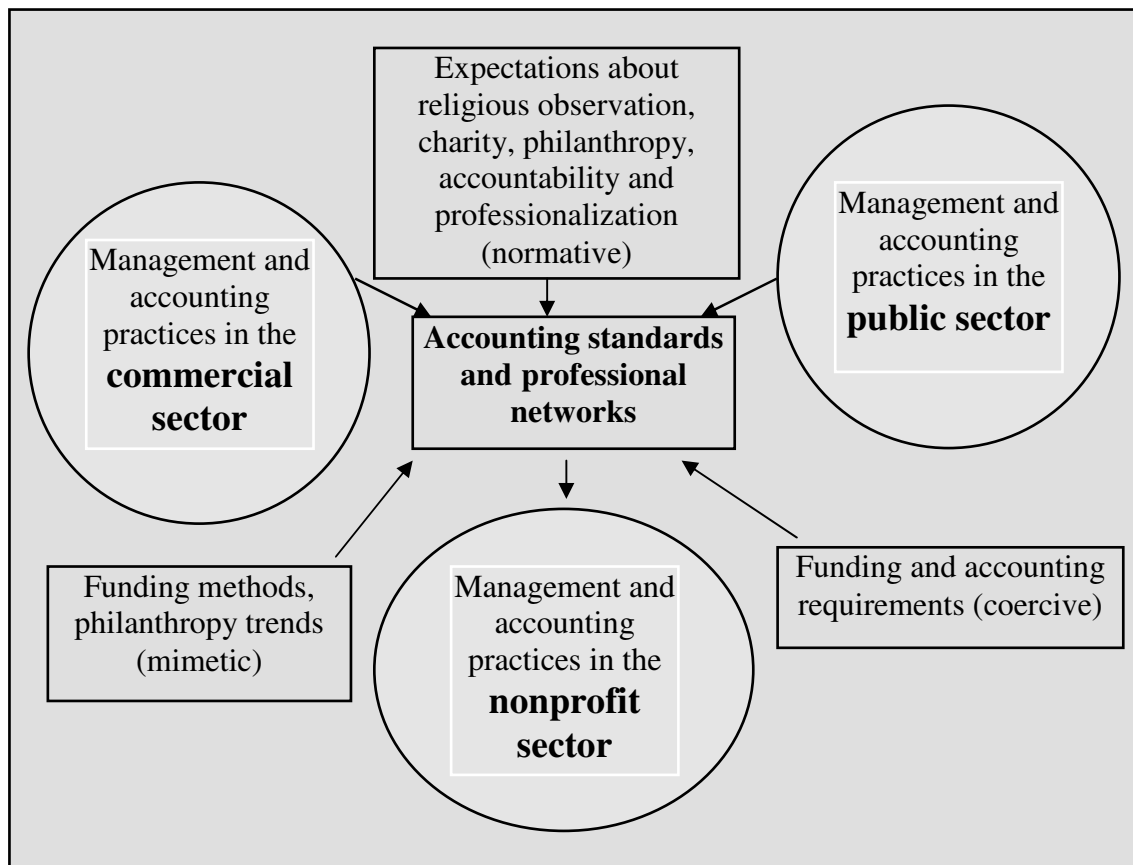 Expectations about
religious observation,
charity, philanthropy,
accountability and
professionalization
(normative)
Management and
accounting
practices in the
commercial
sector
Management and
accounting
practices in the
public sector
Accounting standards
and professional
networks
Funding methods,
philanthropy trends
(mimetic)
Management and
accounting
practices in the
nonprofit
sector
Funding and accounting
requirements (coercive)